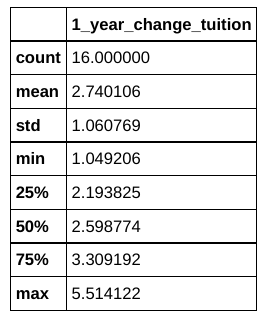 1_year_change_tuition
count 16.000000
mean 2.740106
std 1.060769
min 1.049206
25% 2.193825
50% 2.598774
75% 3.309192
max 5.514122